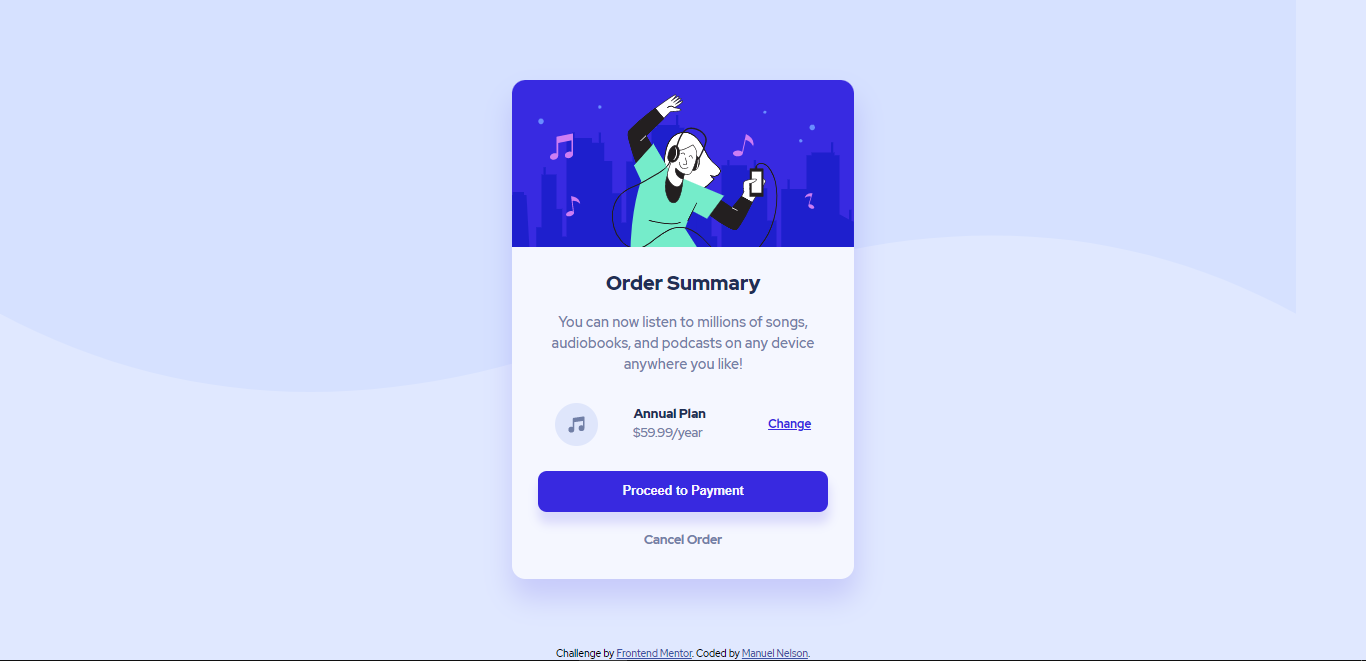 Order Summary
You can now listen to millions of songs,
audiobooks, and podcasts on any device
anywhere you like!
Annual Plan
$59.99/year
Change
Proceed to Payment
Cancel Order
Challenge by Frontend Mentor. Coded by Manuel Nelson.